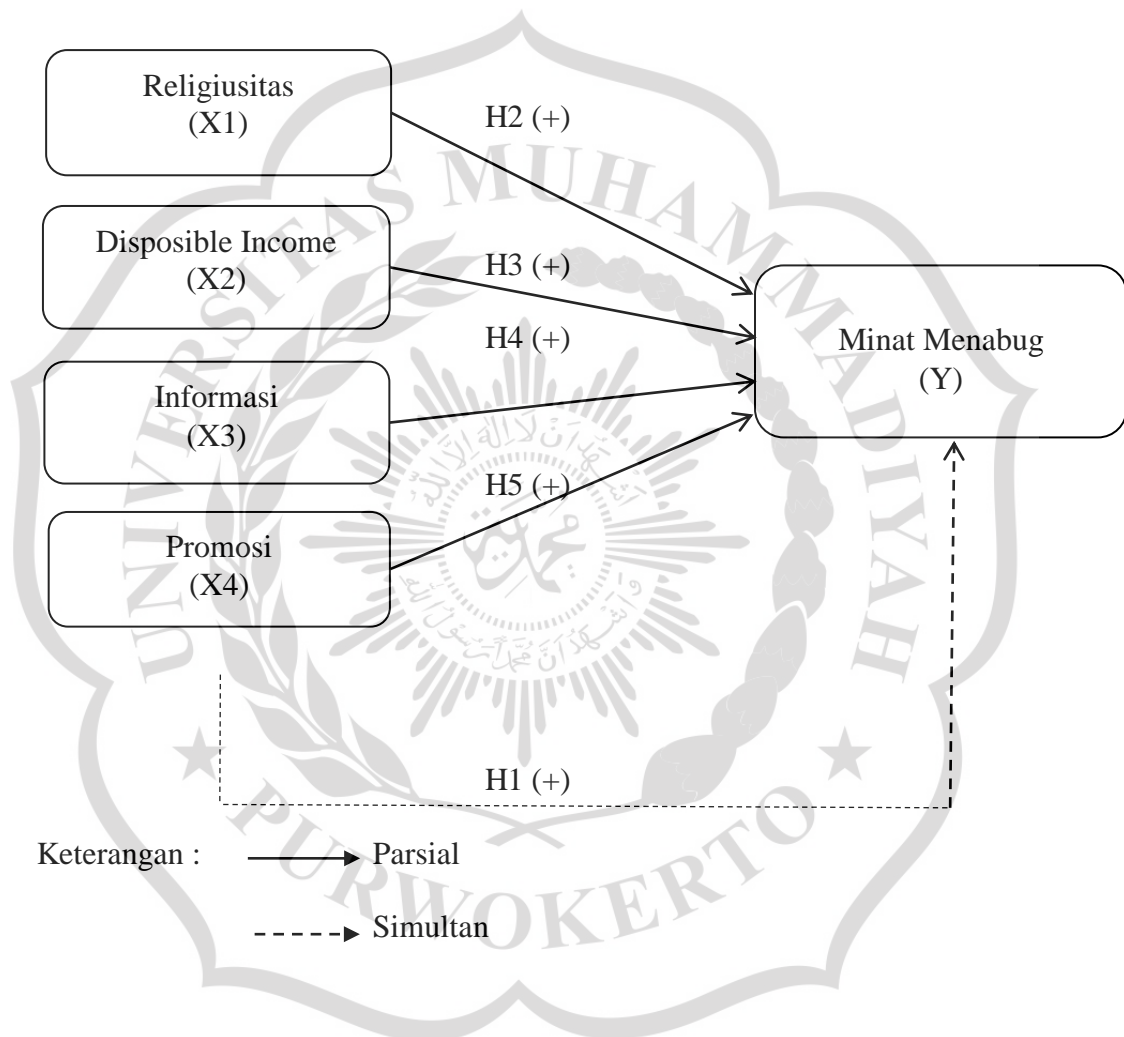 Religiusitas
(X1)
H2 (+)
Disposible Income
(X2)
H3 (+)
H4 (+)
Minat Menabug
(Y)
Informasi
(X3)
H5 (+)
Promosi
(X4)
H1 (+)
Keterangan :
Parsial
Simultan
UNIVERSITAS MUHAMMADIYAH
PURWOKERTO